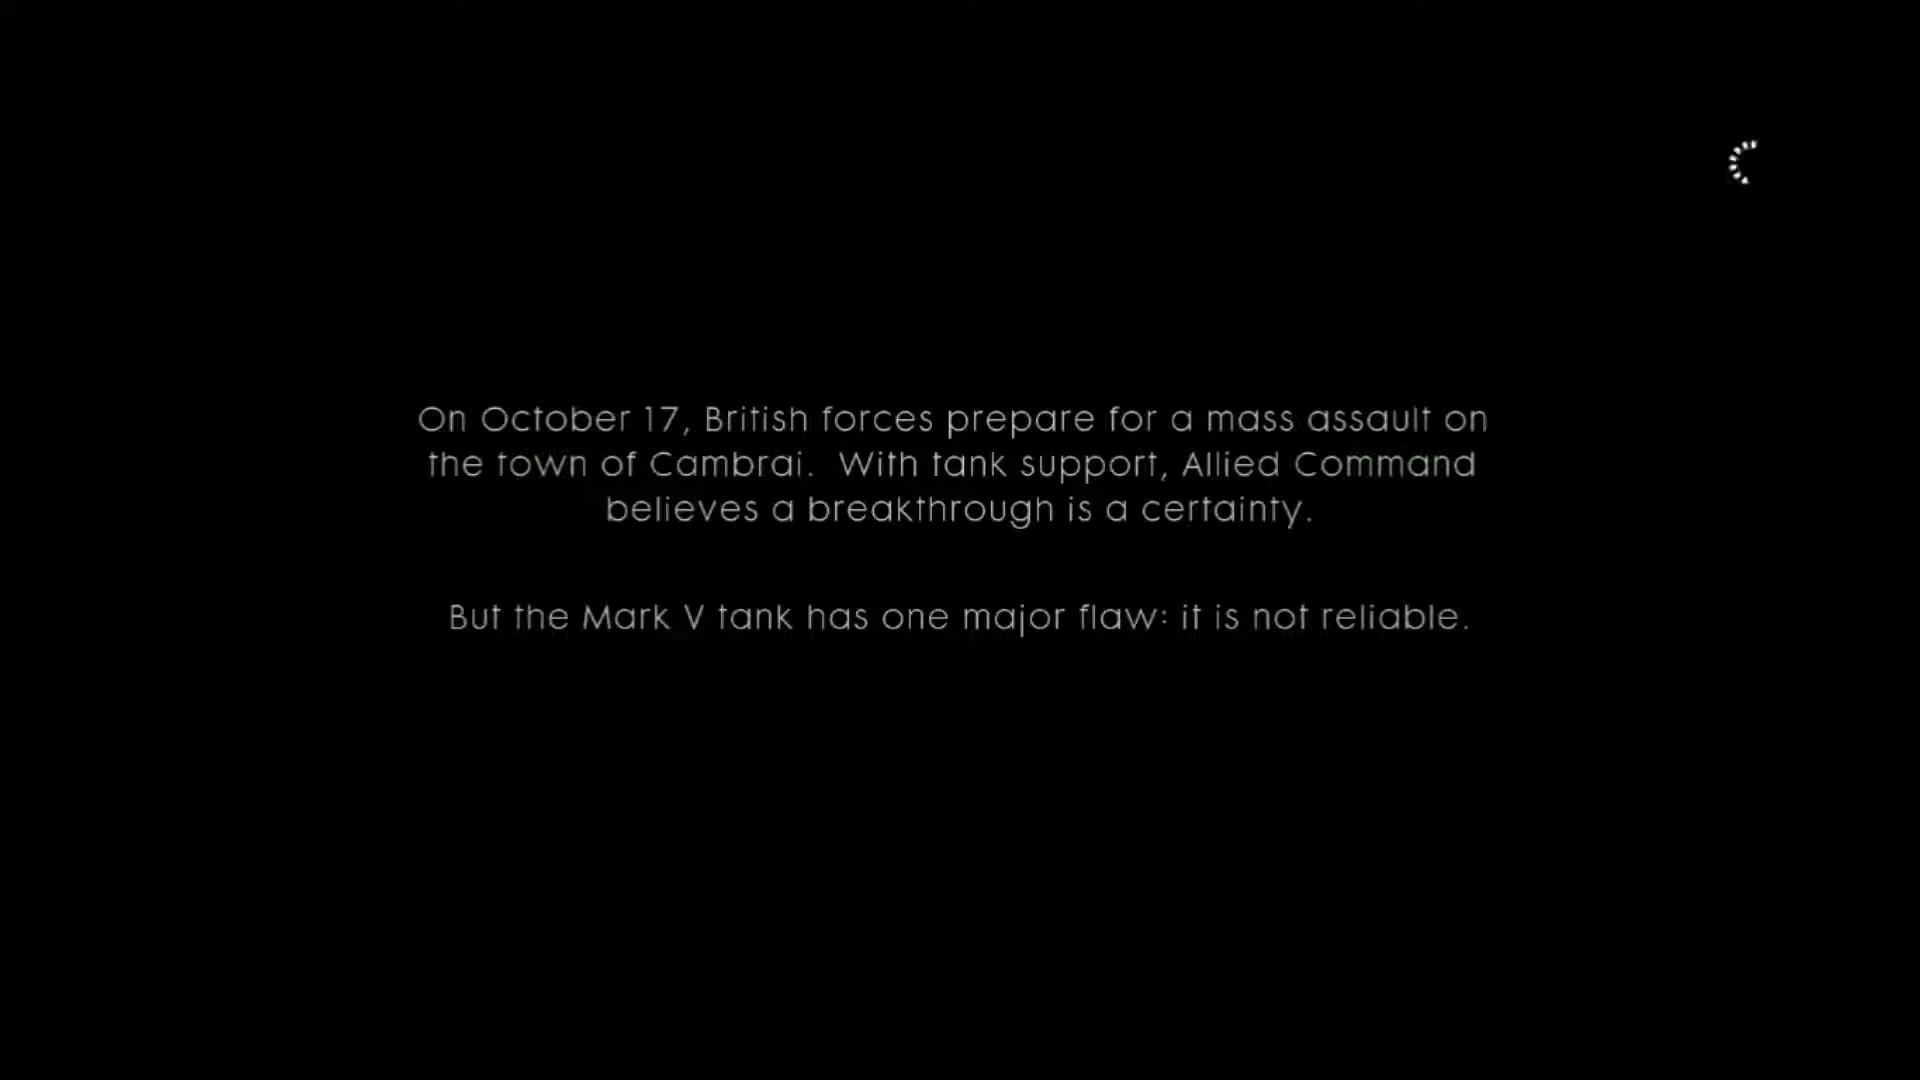 On October 17, British forces prepare for a mass assault on
the town of Cambrai.  With tank support, Allied Command
believes a breakthrough is a certainty.
But the Mark V tank has one major flaw: it is not reliable.